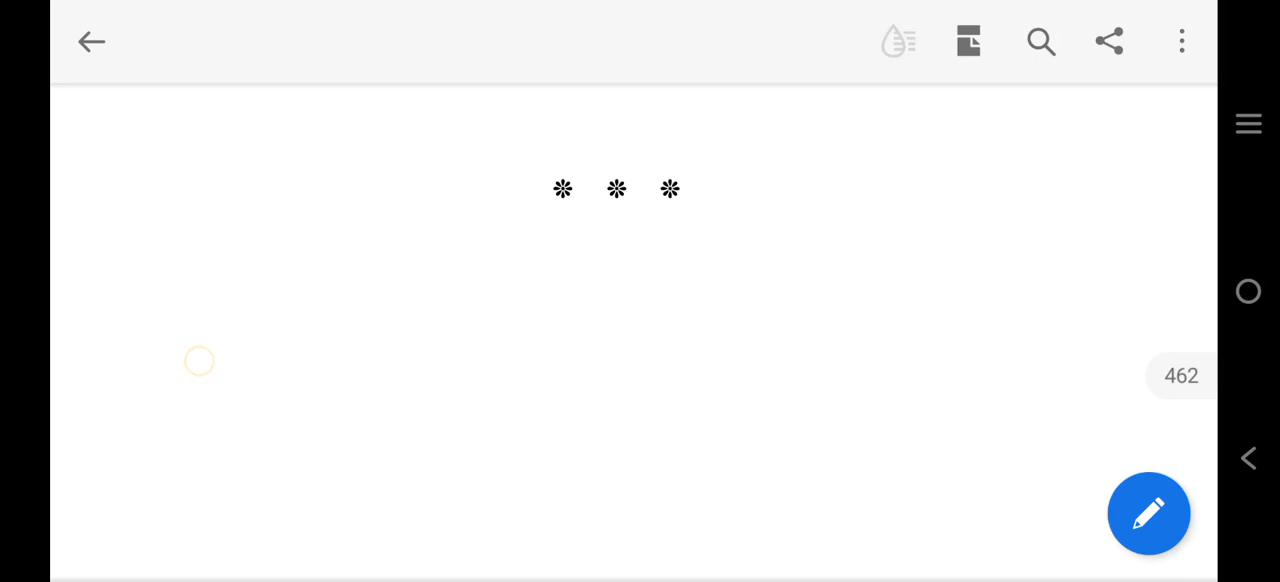 ❊ ❊ ❊
462